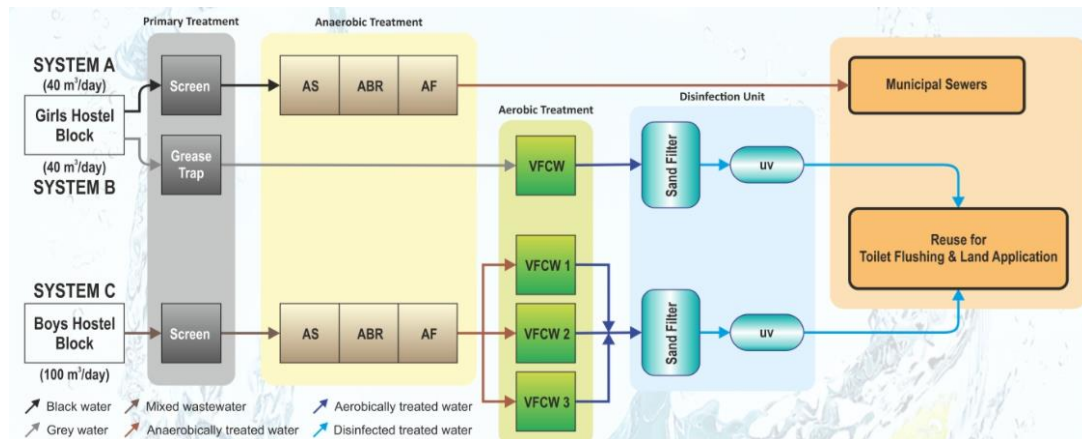 Primary Treatment
Anaerobic Treatment
SYSTEM A
(40 m³/day)
Girls Hostel
Block
(40 m³/day)
SYSTEM B
Screen
AS
ABR
AF
Municipal Sewers
Grease
Trap
Aerobic Treatment
VFCW
Disinfection Unit
Sand Filter
uv
Reuse for
Toilet Flushing & Land Application
SYSTEM C
Boys Hostel
Block
(100 m³/day)
Screen
AS
ABR
AF
VFCW 1
VFCW 2
VFCW 3
Sand Filter
uv
Black water
Mixed wastewater
Aerobically treated water
Grey water
Anaerobically treated water
Disinfected treated water